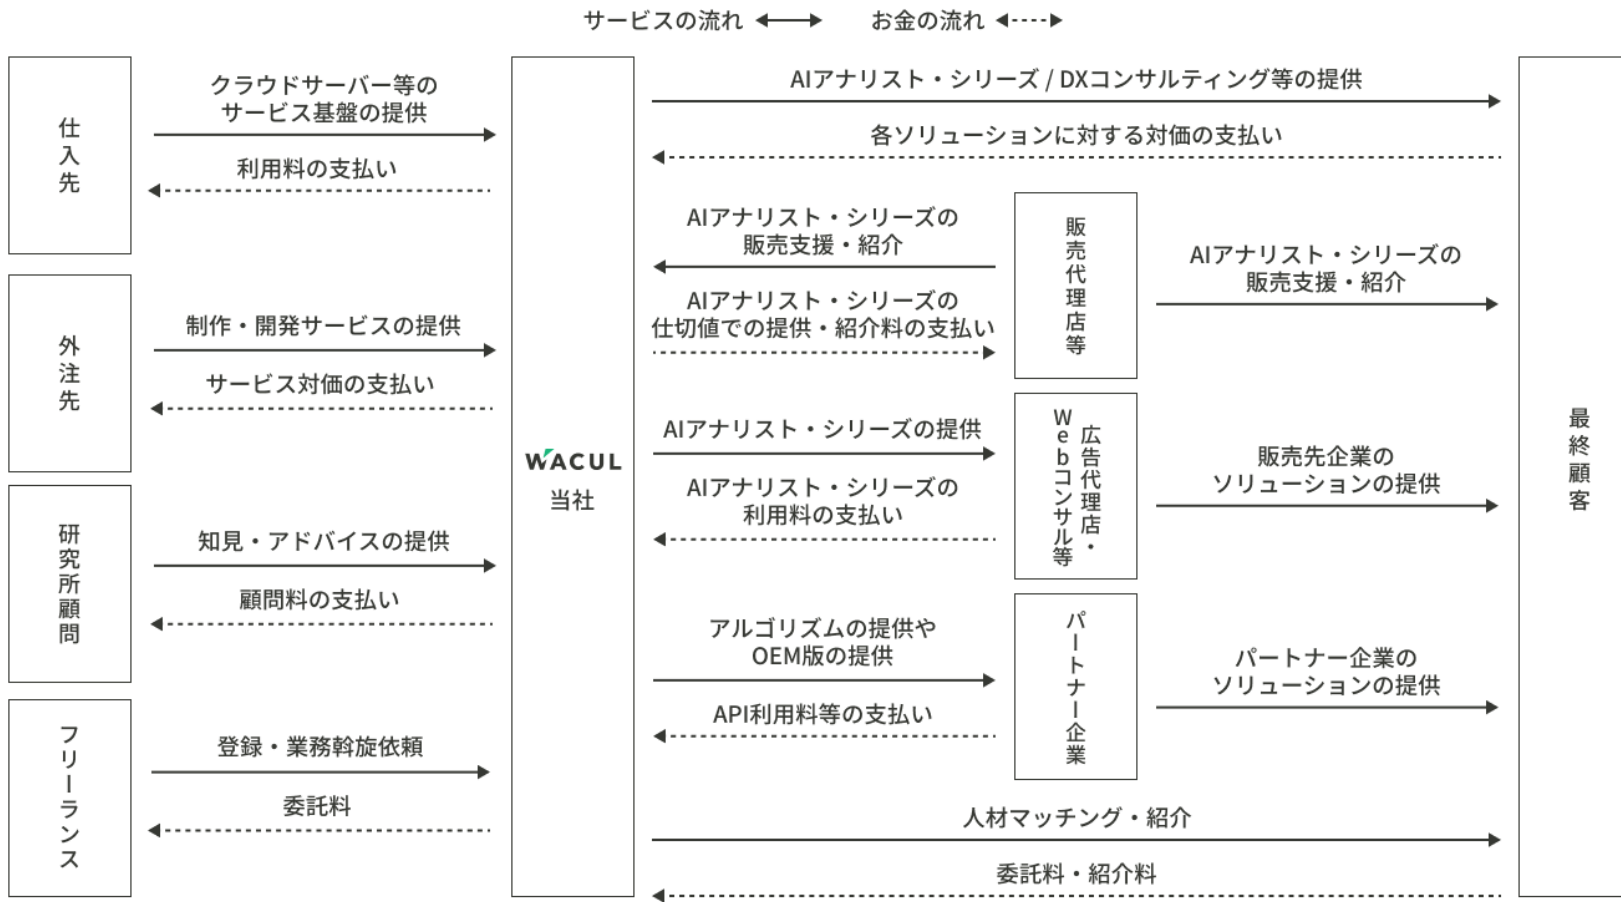 サービスの流れ
お金の流れ
仕入先
クラウドサーバー等の
サービス基盤の提供
利用料の支払い
外注先
制作・開発サービスの提供
サービス対価の支払い
研究所顧問
知見・アドバイスの提供
顧問料の支払い
フリーランス
登録・業務斡旋依頼
委託料
WACUL
当社
AIアナリスト・シリーズ / DXコンサルティング等の提供
各ソリューションに対する対価の支払い
AIアナリスト・シリーズの
販売支援・紹介
AIアナリスト・シリーズの
仕切値での提供・紹介料の支払い
販売代理店等
AIアナリスト・シリーズの
販売支援・紹介
AIアナリスト・シリーズの提供
AIアナリスト・シリーズの
利用料の支払い
広告代理店・
Webコンサル等
販売先企業の
ソリューションの提供
アルゴリズムの提供や
OEM版の提供
API利用料等の支払い
パートナー企業
パートナー企業の
ソリューションの提供
人材マッチング・紹介
委託料・紹介料
最終顧客